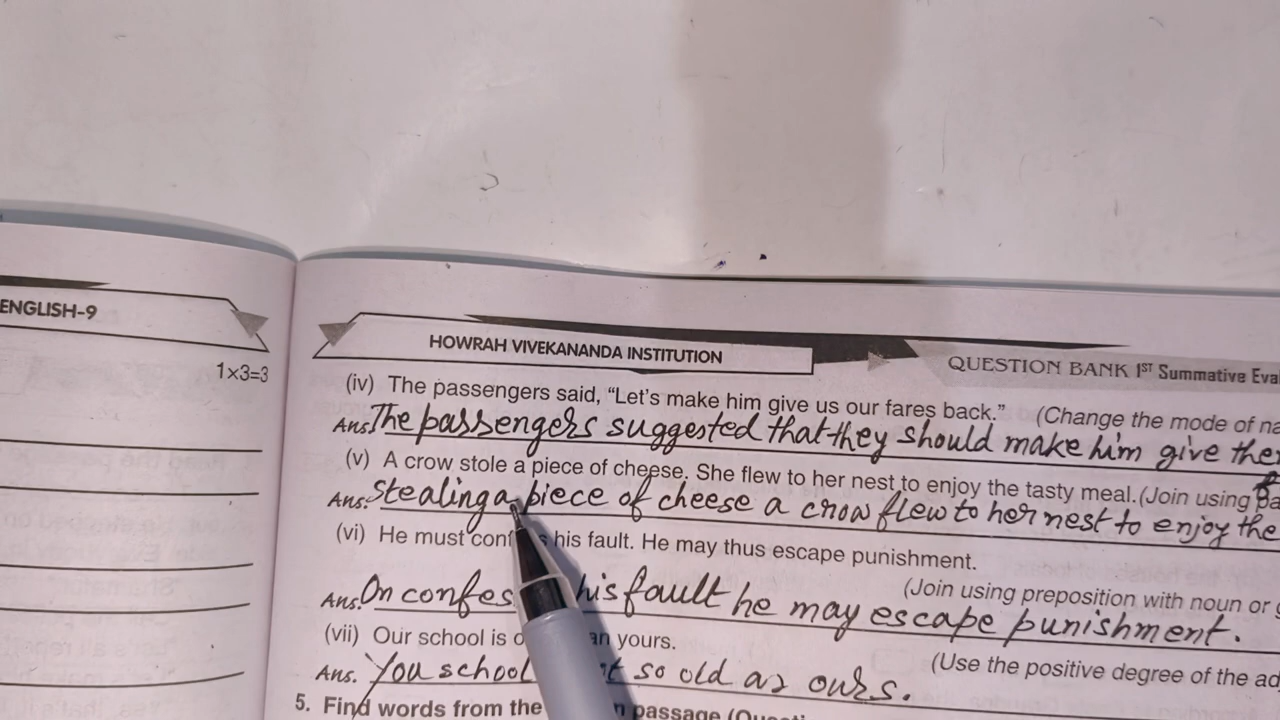 ENGLISH-9
1×3=3
HOWRAH VIVEKANANDA INSTITUTION
QUESTION BANK 1ST Summative Eval
(iv) The passengers said, “Let's make him give us our fares back.” (Change the mode of na
Ans. The passengers suggested that they should make him give the
(v) A crow stole a piece of cheese. She flew to her nest to enjoy the tasty meal. (Join using Pa
Ans. Stealing a piece of cheese a crow flew to her nest to enjoy the
(vi) He must his fault. He may thus escape punishment.
(Join using preposition with noun or
Ans. On his fault he may escape punishment.
(vii) Our school is yours.
(Use the positive degree of the ad
Ans. You school so old as ours.
5. Find words from the passage